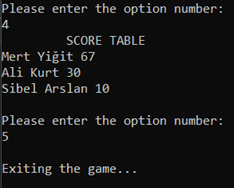 Please enter the option number:
4
SCORE TABLE
Mert Yiğit 67
Ali Kurt 30
Sibel Arslan 10
Please enter the option number:
5
Exiting the game...